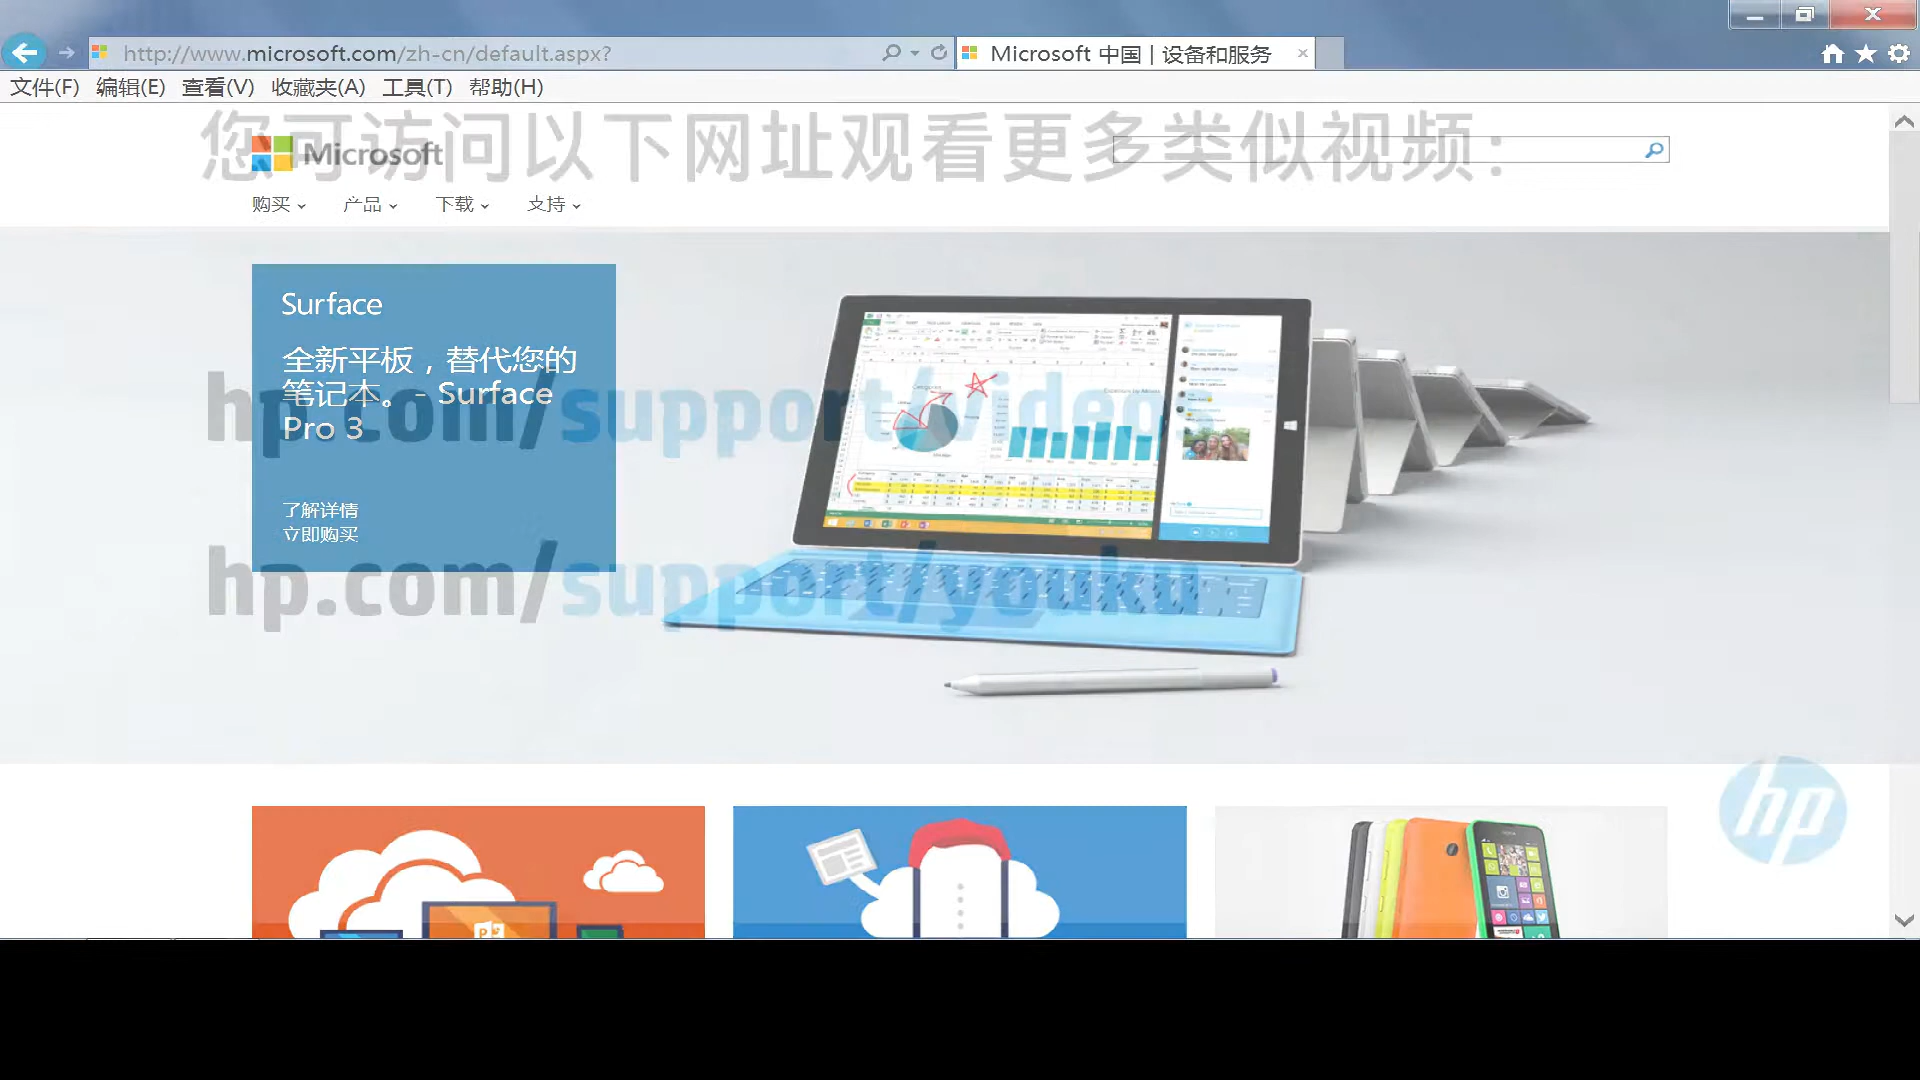 http://www.microsoft.com/zh-cn/default.aspx?
Microsoft 中国 | 设备和服务
文件(F) 编辑(E) 查看(V) 收藏夹(A) 工具(T) 帮助(H)
您可访问以下网址观看更多类似视频：
Microsoft
购买 产品 下载 支持
Surface
全新平板，替代您的
笔记本。 - Surface
Pro 3
hp.com/support/videos
了解详情
立即购买
hp.com/support/youku
hp